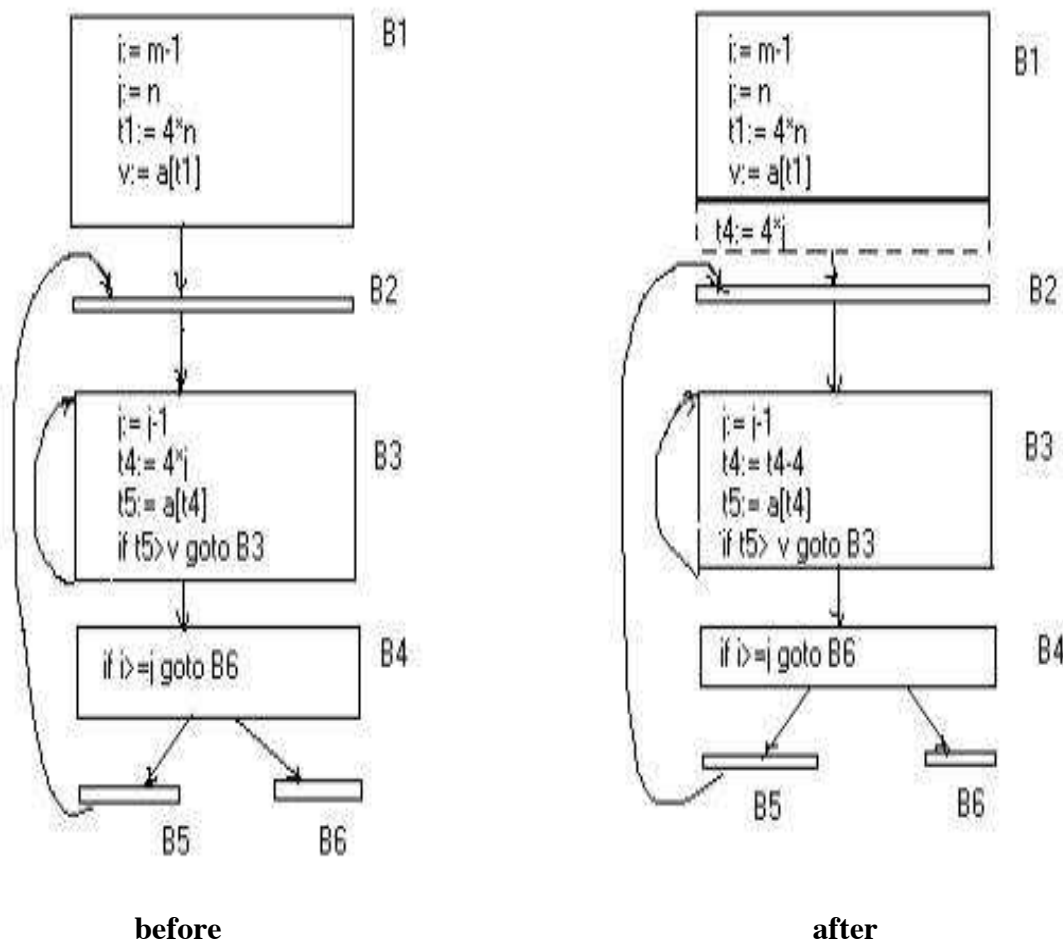 B1
i:= m-1
j:= n
t1:= 4*n
v:= a[t1]
B2
j:= j-1
t4:= 4*j
t5:= a[t4]
if t5>v goto B3
B3
if i>=j goto B6
B4
B5
B6
before
B1
i:= m-1
j:= n
t1:= 4*n
v:= a[t1]
t4:= 4*j
B2
j:= j-1
t4:= t4-4
t5:= a[t4]
if t5> v goto B3
B3
if i>=j goto B6
B4
B5
B6
after